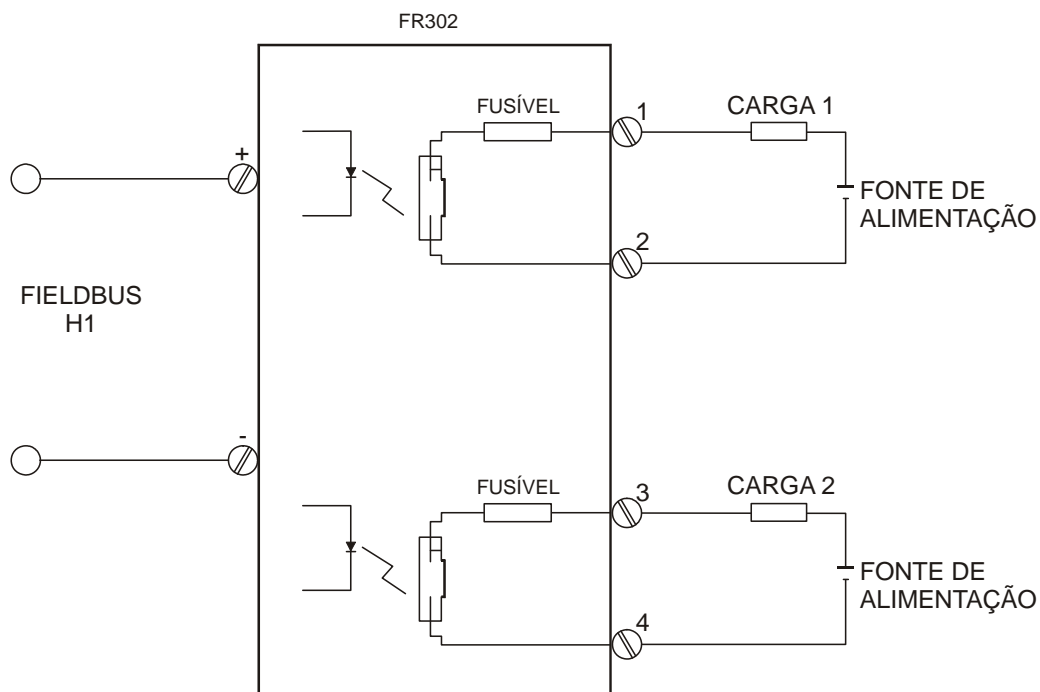 FR302
FUSÍVEL
1
CARGA 1
+
FONTE DE
ALIMENTAÇÃO
2
FIELDBUS
H1
-
FUSÍVEL
3
CARGA 2
FONTE DE
ALIMENTAÇÃO
4